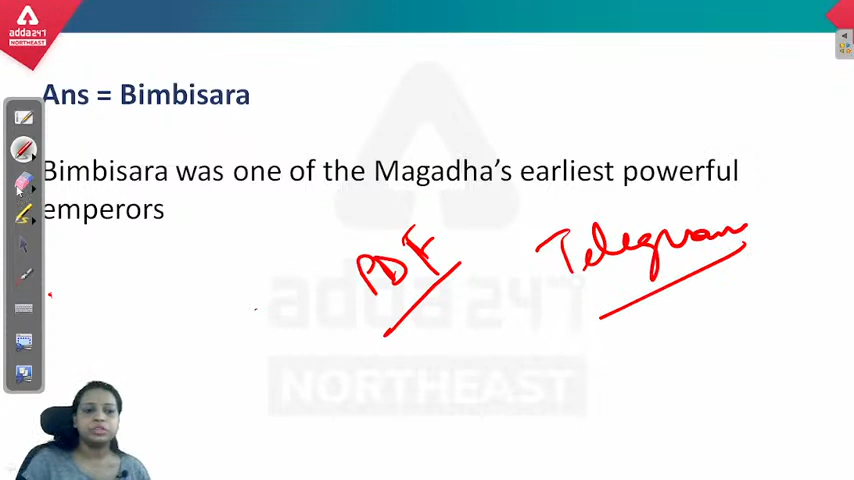 adda247
NORTHEAST
Ans = Bimbisara
Bimbisara was one of the Magadha's earliest powerful
emperors
PDF Telegram
adda247
NORTHEAST